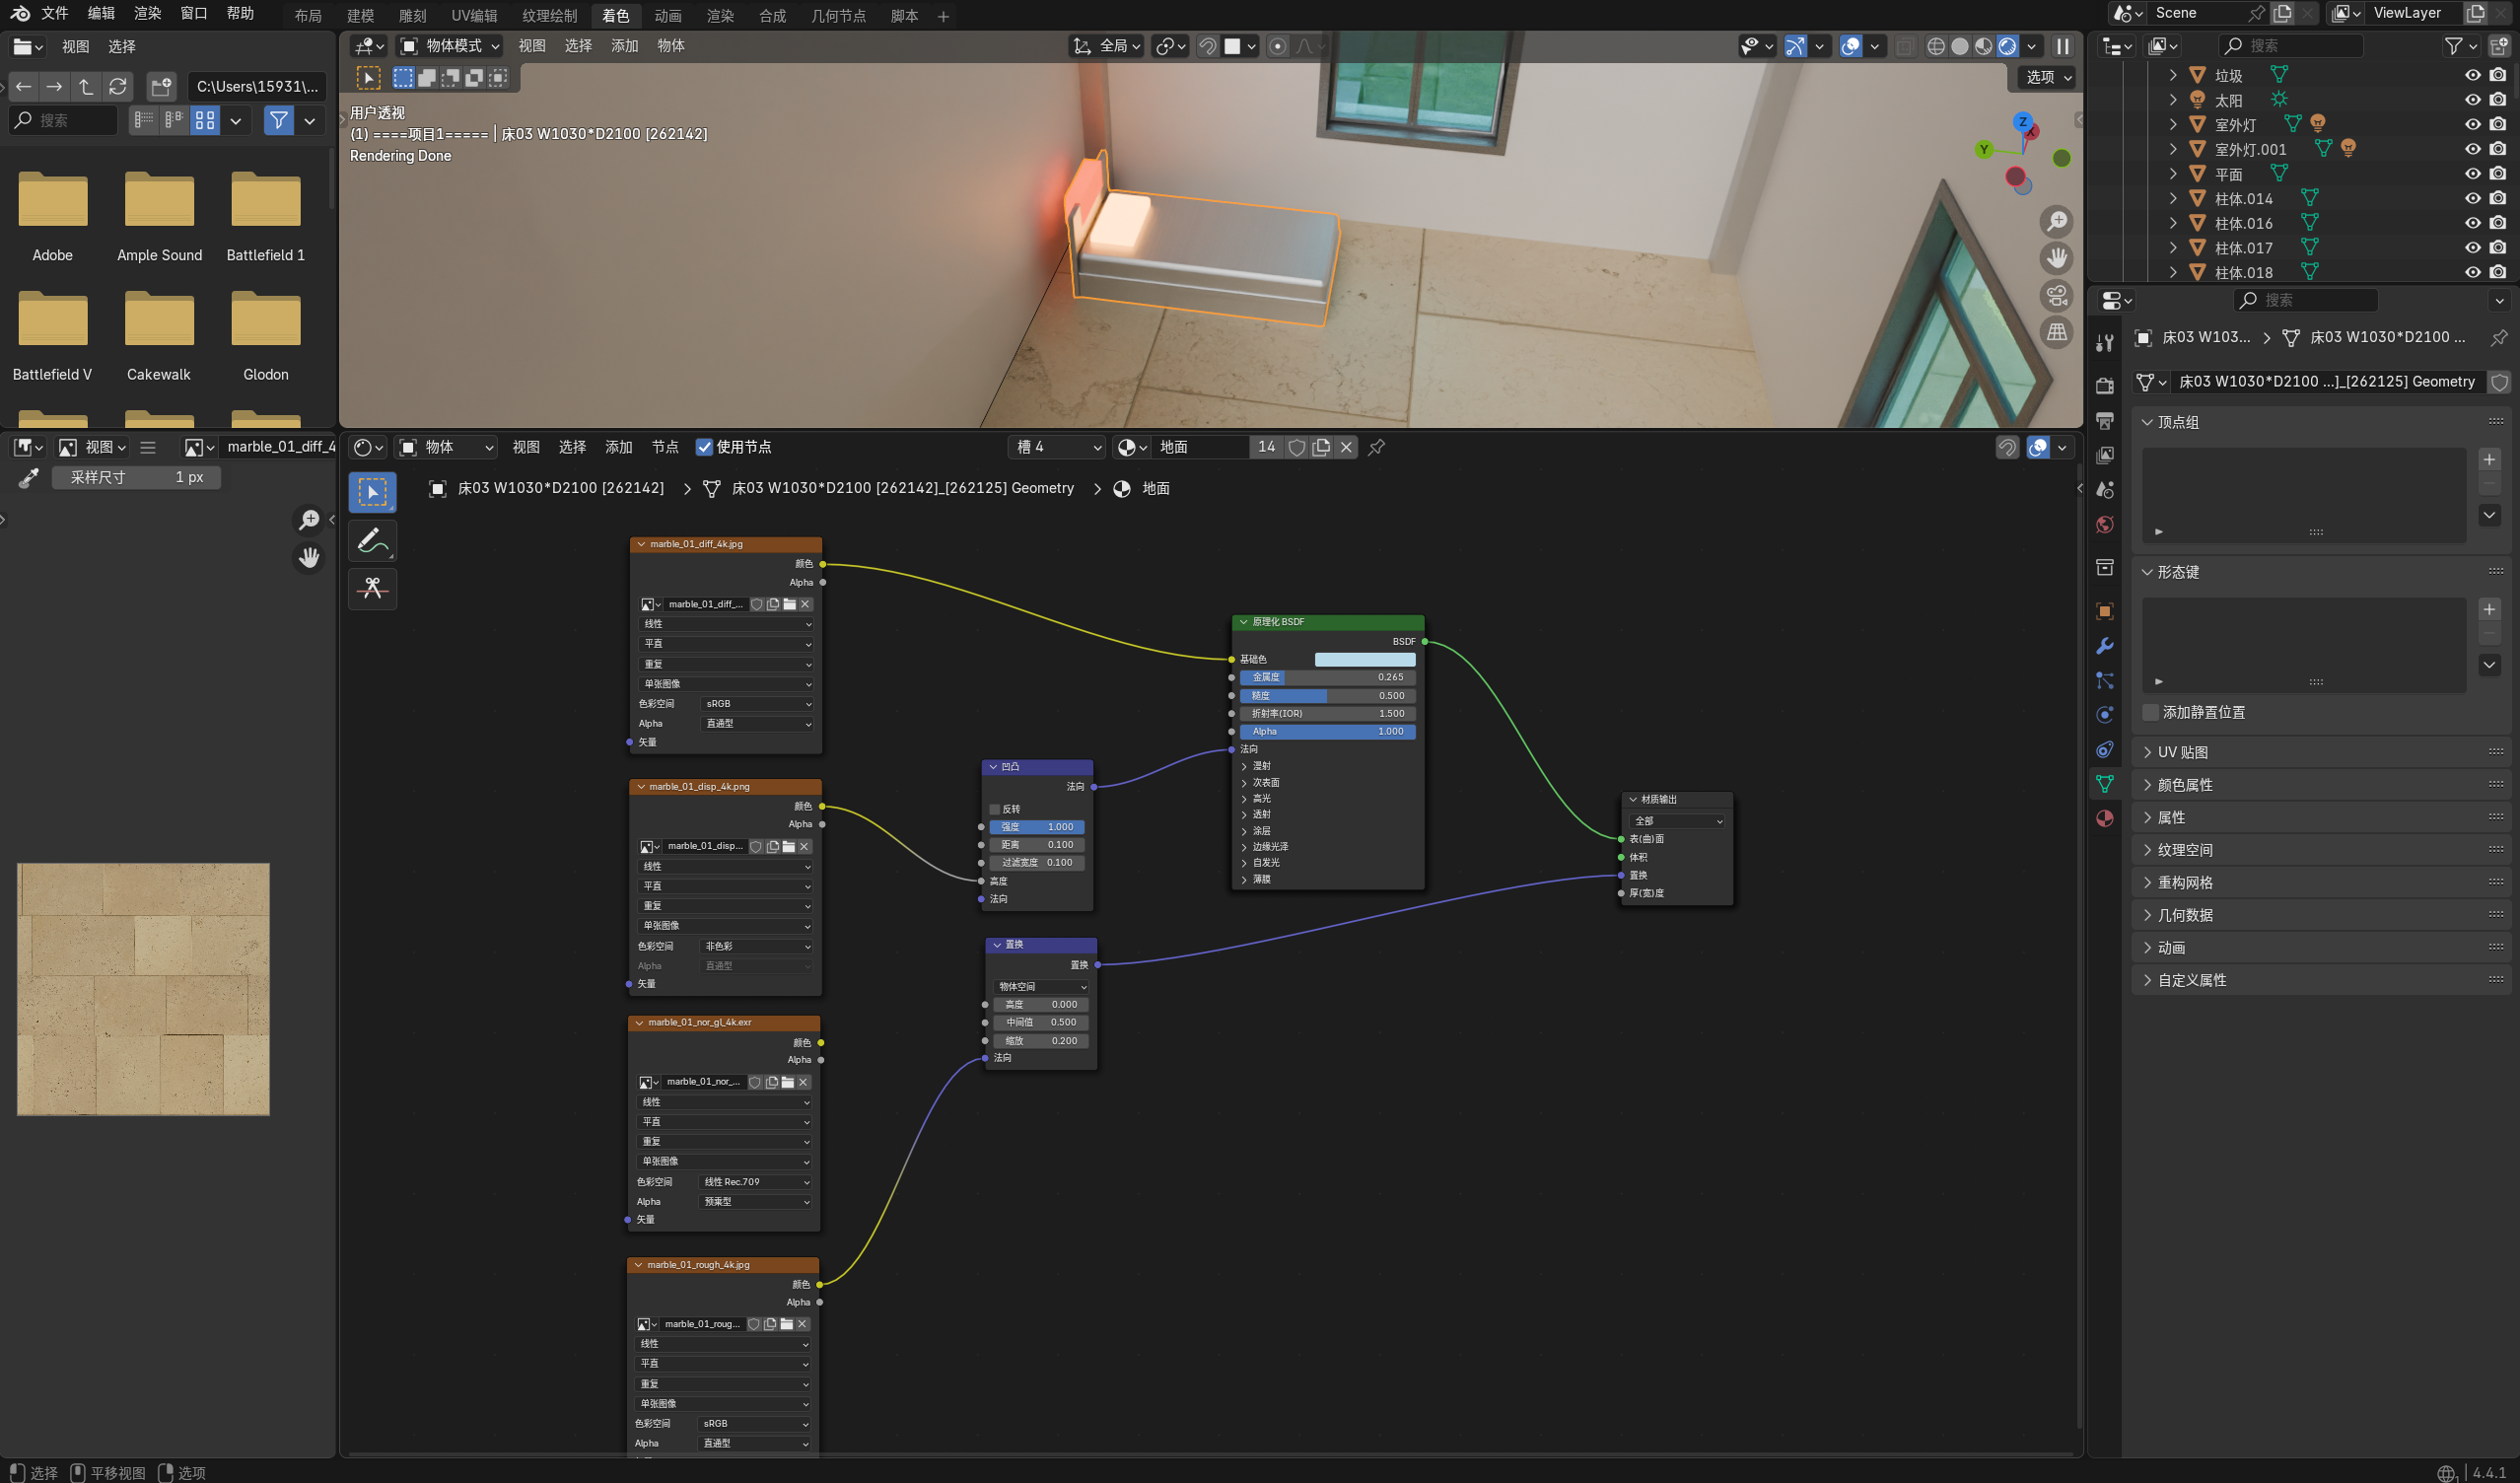 文件 编辑 渲染 窗口 帮助 布局 建模 雕刻 UV编辑 纹理绘制 着色 动画 渲染 合成 几何节点 脚本 + Scene ViewLayer
视图 选择
C:\Users\15931\...
搜索
Adobe Ample Sound Battlefield 1
Battlefield V Cakewalk Glodon
物体模式 视图 选择 添加 物体 全局
选项
用户透视
(1) ====项目1===== | 床03 W1030*D2100 [262142]
Rendering Done
Z
X
Y
搜索
垃圾
太阳
室外灯
室外灯.001
平面
柱体.014
柱体.016
柱体.017
柱体.018
视图 marble_01_diff_4
采样尺寸 1 px
物体 视图 选择 添加 节点 使用节点 槽 4 地面 14
床03 W1030*D2100 [262142] > 床03 W1030*D2100 [262142]_[262125] Geometry > 地面
marble_01_diff_4k.jpg
颜色
Alpha
marble_01_diff_...
线性
平直
重复
单张图像
色彩空间 sRGB
Alpha 直通型
矢量
marble_01_disp_4k.png
颜色
Alpha
marble_01_disp...
线性
平直
重复
单张图像
色彩空间 非色彩
Alpha 直通型
矢量
marble_01_nor_gl_4k.exr
颜色
Alpha
marble_01_nor_...
线性
平直
重复
单张图像
色彩空间 线性 Rec.709
Alpha 预乘型
矢量
marble_01_rough_4k.jpg
颜色
Alpha
marble_01_roug...
线性
平直
重复
单张图像
色彩空间 sRGB
Alpha 直通型
凹凸
法向
反转
强度 1.000
距离 0.100
过滤宽度 0.100
高度
法向
置换
置换
物体空间
高度 0.000
中间值 0.500
缩放 0.200
法向
原理化 BSDF
BSDF
基础色
金属度 0.265
糙度 0.500
折射率(IOR) 1.500
Alpha 1.000
法向
漫射
次表面
高光
透射
涂层
边缘光泽
自发光
薄膜
材质输出
全部
表(曲)面
体积
置换
厚(宽)度
搜索
床03 W103... > 床03 W1030*D2100 ...
床03 W1030*D2100 ...]_[262125] Geometry
顶点组
形态键
添加静置位置
UV 贴图
颜色属性
属性
纹理空间
重构网格
几何数据
动画
自定义属性
选择 平移视图 选项 4.4.1